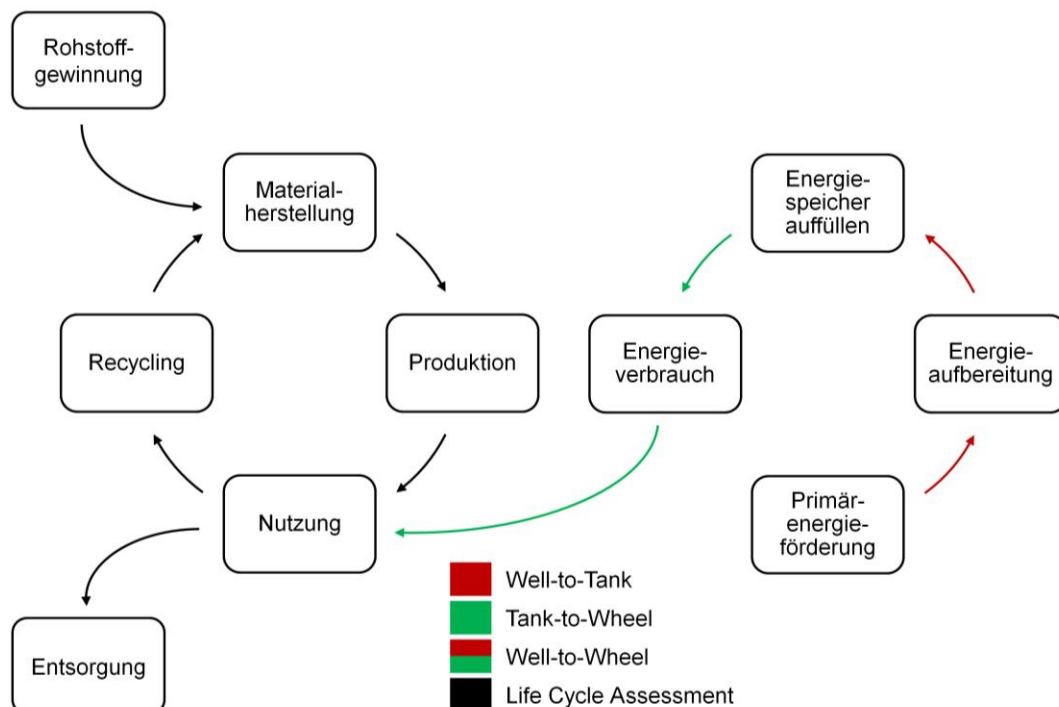 Rohstoff-
gewinnung
Material-
herstellung
Energie-
speicher
auffüllen
Recycling
Produktion
Energie-
verbrauch
Energie-
aufbereitung
Nutzung
Primär-
energie-
förderung
Entsorgung
Well-to-Tank
Tank-to-Wheel
Well-to-Wheel
Life Cycle Assessment